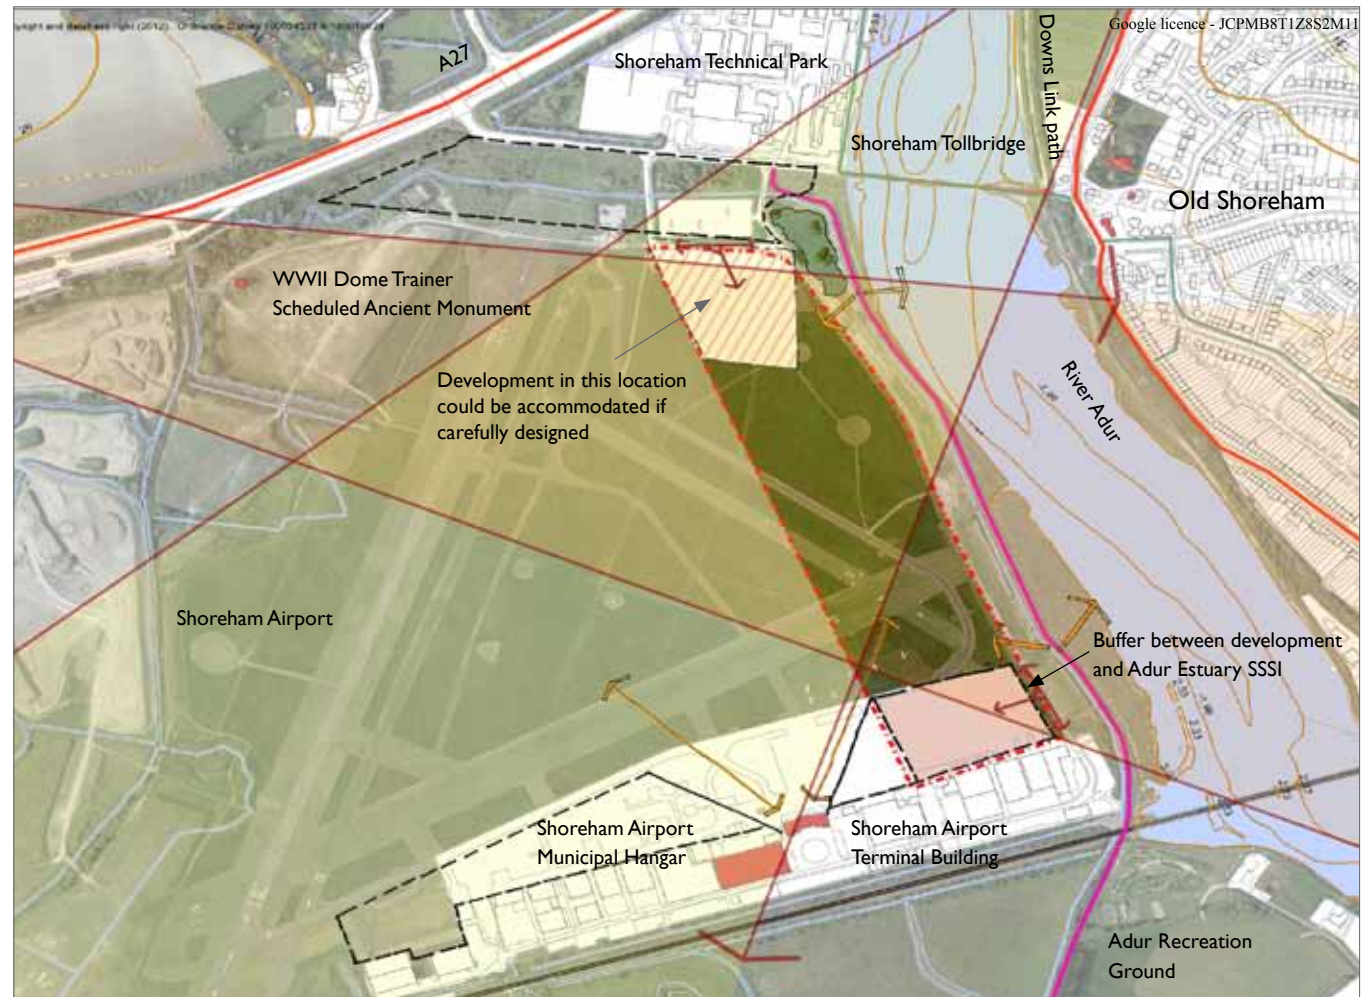 Google licence - JCPMB8T1Z8S2M11
A27
Shoreham Technical Park
Downs Link path
Shoreham Tollbridge
Old Shoreham
WWII Dome Trainer
Scheduled Ancient Monument
River Adur
Development in this location
could be accommodated if
carefully designed
Shoreham Airport
Buffer between development
and Adur Estuary SSSI
Shoreham Airport
Municipal Hangar
Shoreham Airport
Terminal Building
Adur Recreation
Ground